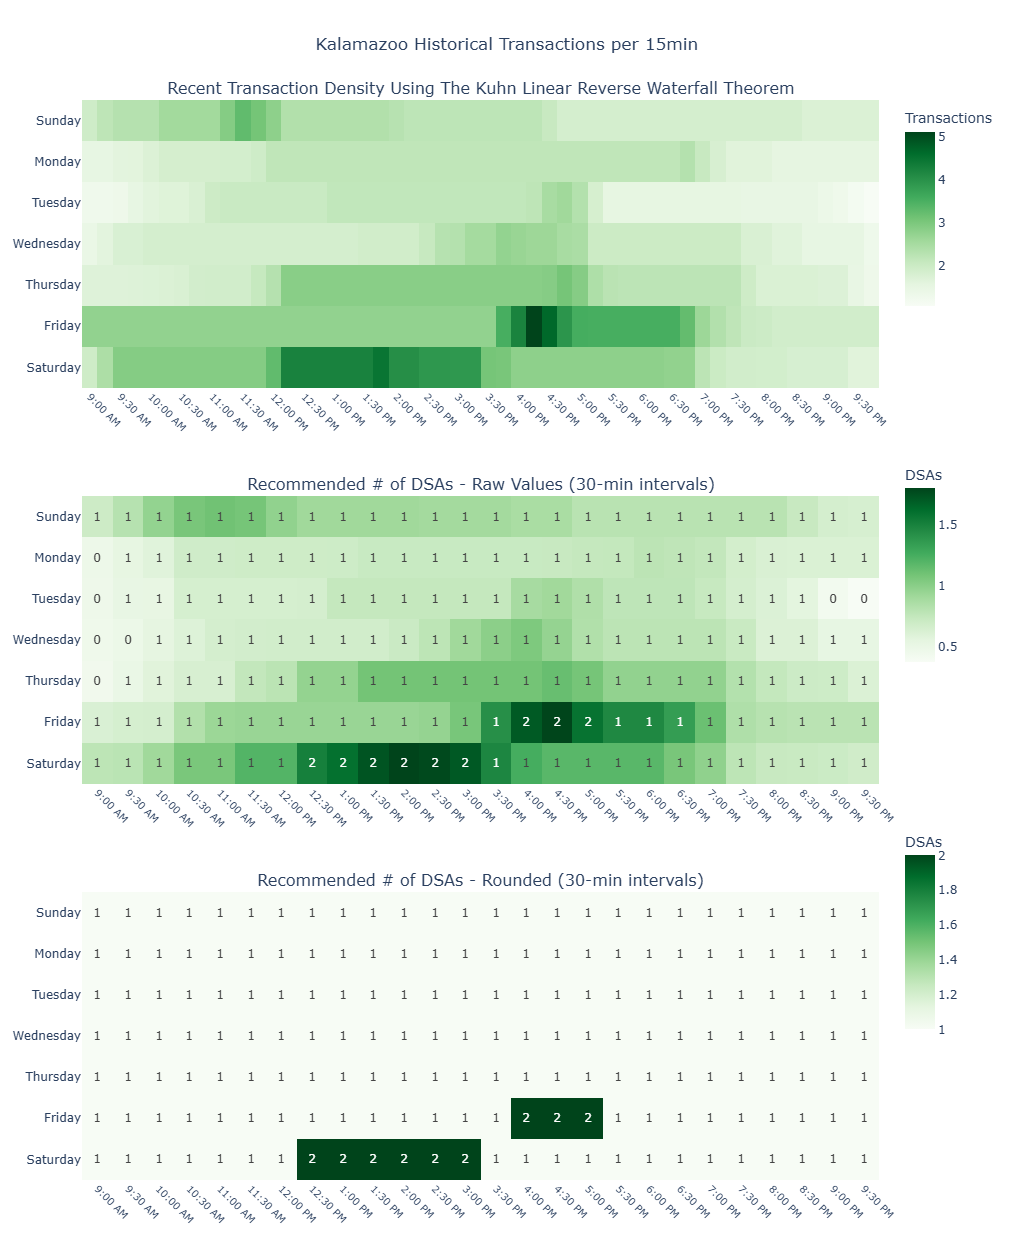 Kalamazoo Historical Transactions per 15min
Recent Transaction Density Using The Kuhn Linear Reverse Waterfall Theorem
Sunday
Monday
Tuesday
Wednesday
Thursday
Friday
Saturday
9:00 AM 9:30 AM 10:00 AM 10:30 AM 11:00 AM 11:30 AM 12:00 PM 12:30 PM 1:00 PM 1:30 PM 2:00 PM 2:30 PM 3:00 PM 3:30 PM 4:00 PM 4:30 PM 5:00 PM 5:30 PM 6:00 PM 6:30 PM 7:00 PM 7:30 PM 8:00 PM 8:30 PM 9:00 PM 9:30 PM
Transactions
5
4
3
2
Recommended # of DSAs - Raw Values (30-min intervals)
Sunday 1 1 1 1 1 1 1 1 1 1 1 1 1 1 1 1 1 1 1 1 1 1 1 1 1 1
Monday 0 1 1 1 1 1 1 1 1 1 1 1 1 1 1 1 1 1 1 1 1 1 1 1 1 1
Tuesday 0 1 1 1 1 1 1 1 1 1 1 1 1 1 1 1 1 1 1 1 1 1 1 1 0 0
Wednesday 0 0 1 1 1 1 1 1 1 1 1 1 1 1 1 1 1 1 1 1 1 1 1 1 1 1
Thursday 0 1 1 1 1 1 1 1 1 1 1 1 1 1 1 1 1 1 1 1 1 1 1 1 1 1
Friday 1 1 1 1 1 1 1 1 1 1 1 1 1 1 2 2 2 1 1 1 1 1 1 1 1 1
Saturday 1 1 1 1 1 1 1 2 2 2 2 2 2 1 1 1 1 1 1 1 1 1 1 1 1 1
9:00 AM 9:30 AM 10:00 AM 10:30 AM 11:00 AM 11:30 AM 12:00 PM 12:30 PM 1:00 PM 1:30 PM 2:00 PM 2:30 PM 3:00 PM 3:30 PM 4:00 PM 4:30 PM 5:00 PM 5:30 PM 6:00 PM 6:30 PM 7:00 PM 7:30 PM 8:00 PM 8:30 PM 9:00 PM 9:30 PM
DSAs
1.5
1
0.5
Recommended # of DSAs - Rounded (30-min intervals)
Sunday 1 1 1 1 1 1 1 1 1 1 1 1 1 1 1 1 1 1 1 1 1 1 1 1 1 1
Monday 1 1 1 1 1 1 1 1 1 1 1 1 1 1 1 1 1 1 1 1 1 1 1 1 1 1
Tuesday 1 1 1 1 1 1 1 1 1 1 1 1 1 1 1 1 1 1 1 1 1 1 1 1 1 1
Wednesday 1 1 1 1 1 1 1 1 1 1 1 1 1 1 1 1 1 1 1 1 1 1 1 1 1 1
Thursday 1 1 1 1 1 1 1 1 1 1 1 1 1 1 1 1 1 1 1 1 1 1 1 1 1 1
Friday 1 1 1 1 1 1 1 1 1 1 1 1 1 1 2 2 2 1 1 1 1 1 1 1 1 1
Saturday 1 1 1 1 1 1 1 2 2 2 2 2 2 1 1 1 1 1 1 1 1 1 1 1 1 1
9:00 AM 9:30 AM 10:00 AM 10:30 AM 11:00 AM 11:30 AM 12:00 PM 12:30 PM 1:00 PM 1:30 PM 2:00 PM 2:30 PM 3:00 PM 3:30 PM 4:00 PM 4:30 PM 5:00 PM 5:30 PM 6:00 PM 6:30 PM 7:00 PM 7:30 PM 8:00 PM 8:30 PM 9:00 PM 9:30 PM
DSAs
2
1.8
1.6
1.4
1.2
1